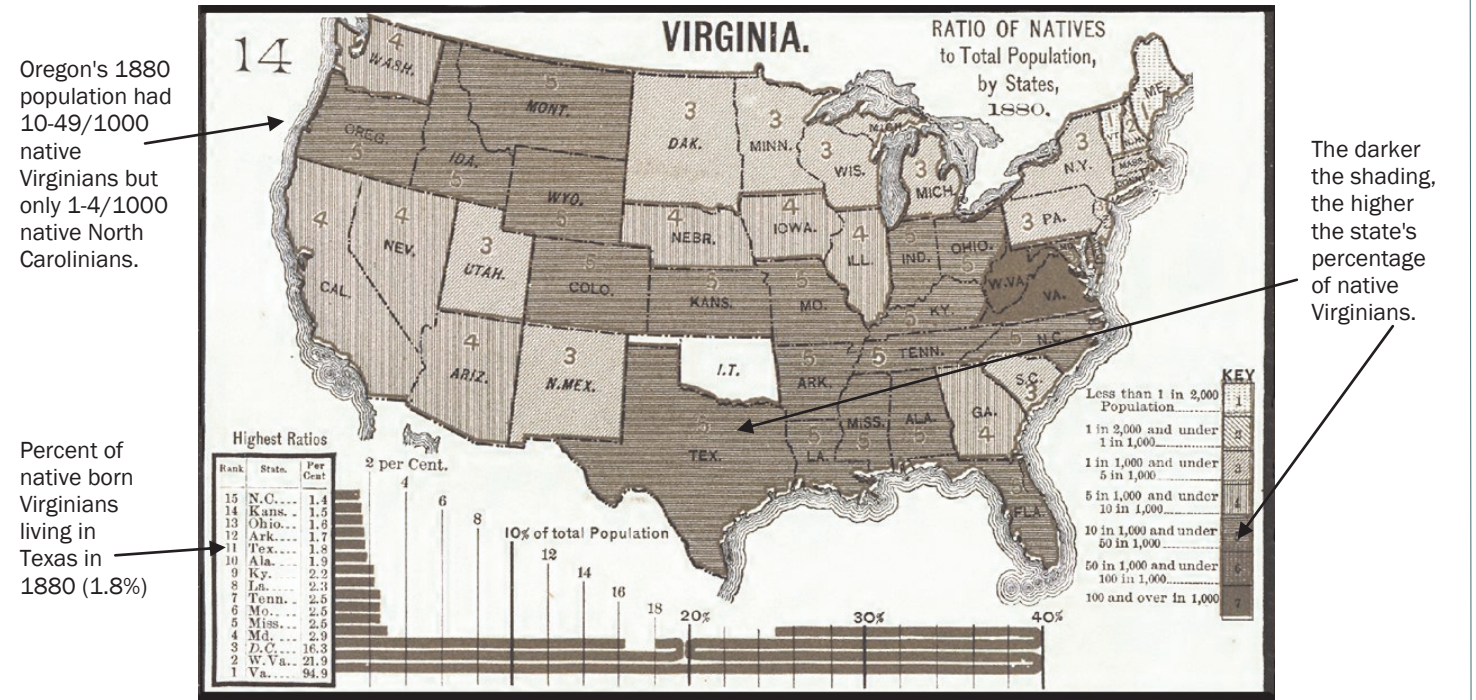 Oregon's 1880
population had
10-49/1000
native
Virginians but
only 1-4/1000
native North
Carolinians.
Percent of
native born
Virginians
living in
Texas in
1880 (1.8%)
14
VIRGINIA.
RATIO OF NATIVES
to Total Population,
by States,
1880.
4
WASH.
5
MONT.
3
DAK.
3
MINN.
3
WIS.
MICH.
3
MICH.
ME.
3
N.Y.
VT.
2
N.H.
MASS.
CONN.
OREG.
IDA.
5
WYO.
5
4
NEBR.
4
IOWA.
4
ILL.
5
IND.
OHIO.
5
3 PA.
W.VA.
VA.
4
CAL.
4
NEV.
3
UTAH.
5
COLO.
5
KANS.
5
MO.
5
KY.
5
TENN.
5
N.C.
4
ARIZ.
3
N.MEX.
I.T.
5
ARK.
S.C.
3
5
TEX.
5
LA.
MISS.
5
ALA.
5
GA.
4
FLA.
Highest Ratios
Rank State. Per Cent
15 N.C.... 1.4
14 Kans.. 1.5
13 Ohio... 1.6
12 Ark.... 1.7
11 Tex.... 1.8
10 Ala.... 1.9
9 Ky..... 2.2
8 La..... 2.3
7 Tenn.. 2.5
6 Mo.... 2.5
5 Miss... 2.5
4 Md.... 2.9
3 D.C.... 16.3
2 W.Va.. 21.9
1 Va..... 94.9
2 per Cent.
4
6
8
10% of total Population
12
14
16
18
20%
30%
40%
KEY
Less than 1 in 2,000
Population
1
1 in 2,000 and under
1 in 1,000
2
1 in 1,000 and under
5 in 1,000
3
5 in 1,000 and under
10 in 1,000
4
10 in 1,000 and under
50 in 1,000
50 in 1,000 and under
100 in 1,000
6
100 and over in 1,000
7
The darker
the shading,
the higher
the state's
percentage
of native
Virginians.